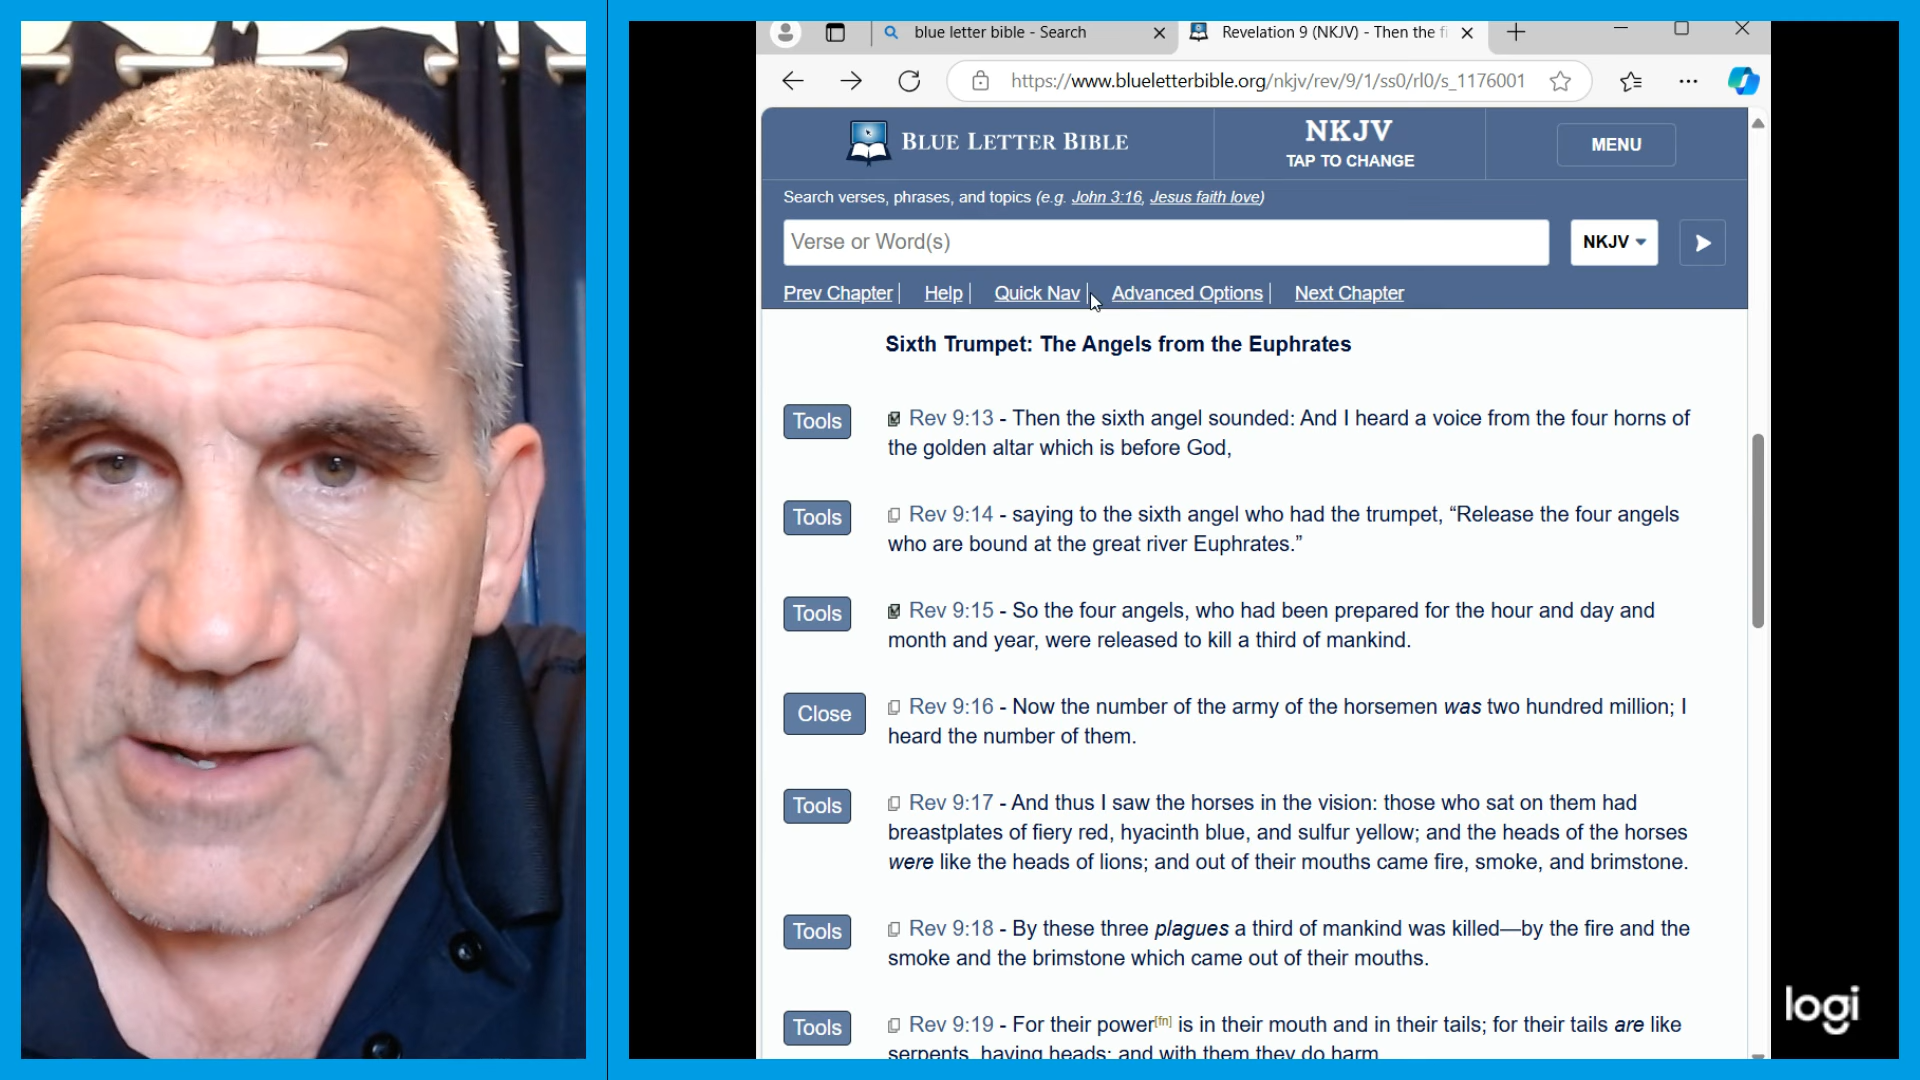 blue letter bible - Search
Revelation 9 (NKJV) - Then the fi
https://www.blueletterbible.org/nkjv/rev/9/1/ss0/rl0/s_1176001
BLUE LETTER BIBLE
NKJV
TAP TO CHANGE
MENU
Search verses, phrases, and topics (e.g. John 3:16, Jesus faith love)
Verse or Word(s)
NKJV
Prev Chapter | Help | Quick Nav | Advanced Options | Next Chapter
Sixth Trumpet: The Angels from the Euphrates
Tools
Rev 9:13 - Then the sixth angel sounded: And I heard a voice from the four horns of
the golden altar which is before God,
Tools
Rev 9:14 - saying to the sixth angel who had the trumpet, “Release the four angels
who are bound at the great river Euphrates.”
Tools
Rev 9:15 - So the four angels, who had been prepared for the hour and day and
month and year, were released to kill a third of mankind.
Close
Rev 9:16 - Now the number of the army of the horsemen was two hundred million; I
heard the number of them.
Tools
Rev 9:17 - And thus I saw the horses in the vision: those who sat on them had
breastplates of fiery red, hyacinth blue, and sulfur yellow; and the heads of the horses
were like the heads of lions; and out of their mouths came fire, smoke, and brimstone.
Tools
Rev 9:18 - By these three plagues a third of mankind was killed—by the fire and the
smoke and the brimstone which came out of their mouths.
Tools
Rev 9:19 - For their power[fn] is in their mouth and in their tails; for their tails are like
serpents, having heads; and with them they do harm.
logi